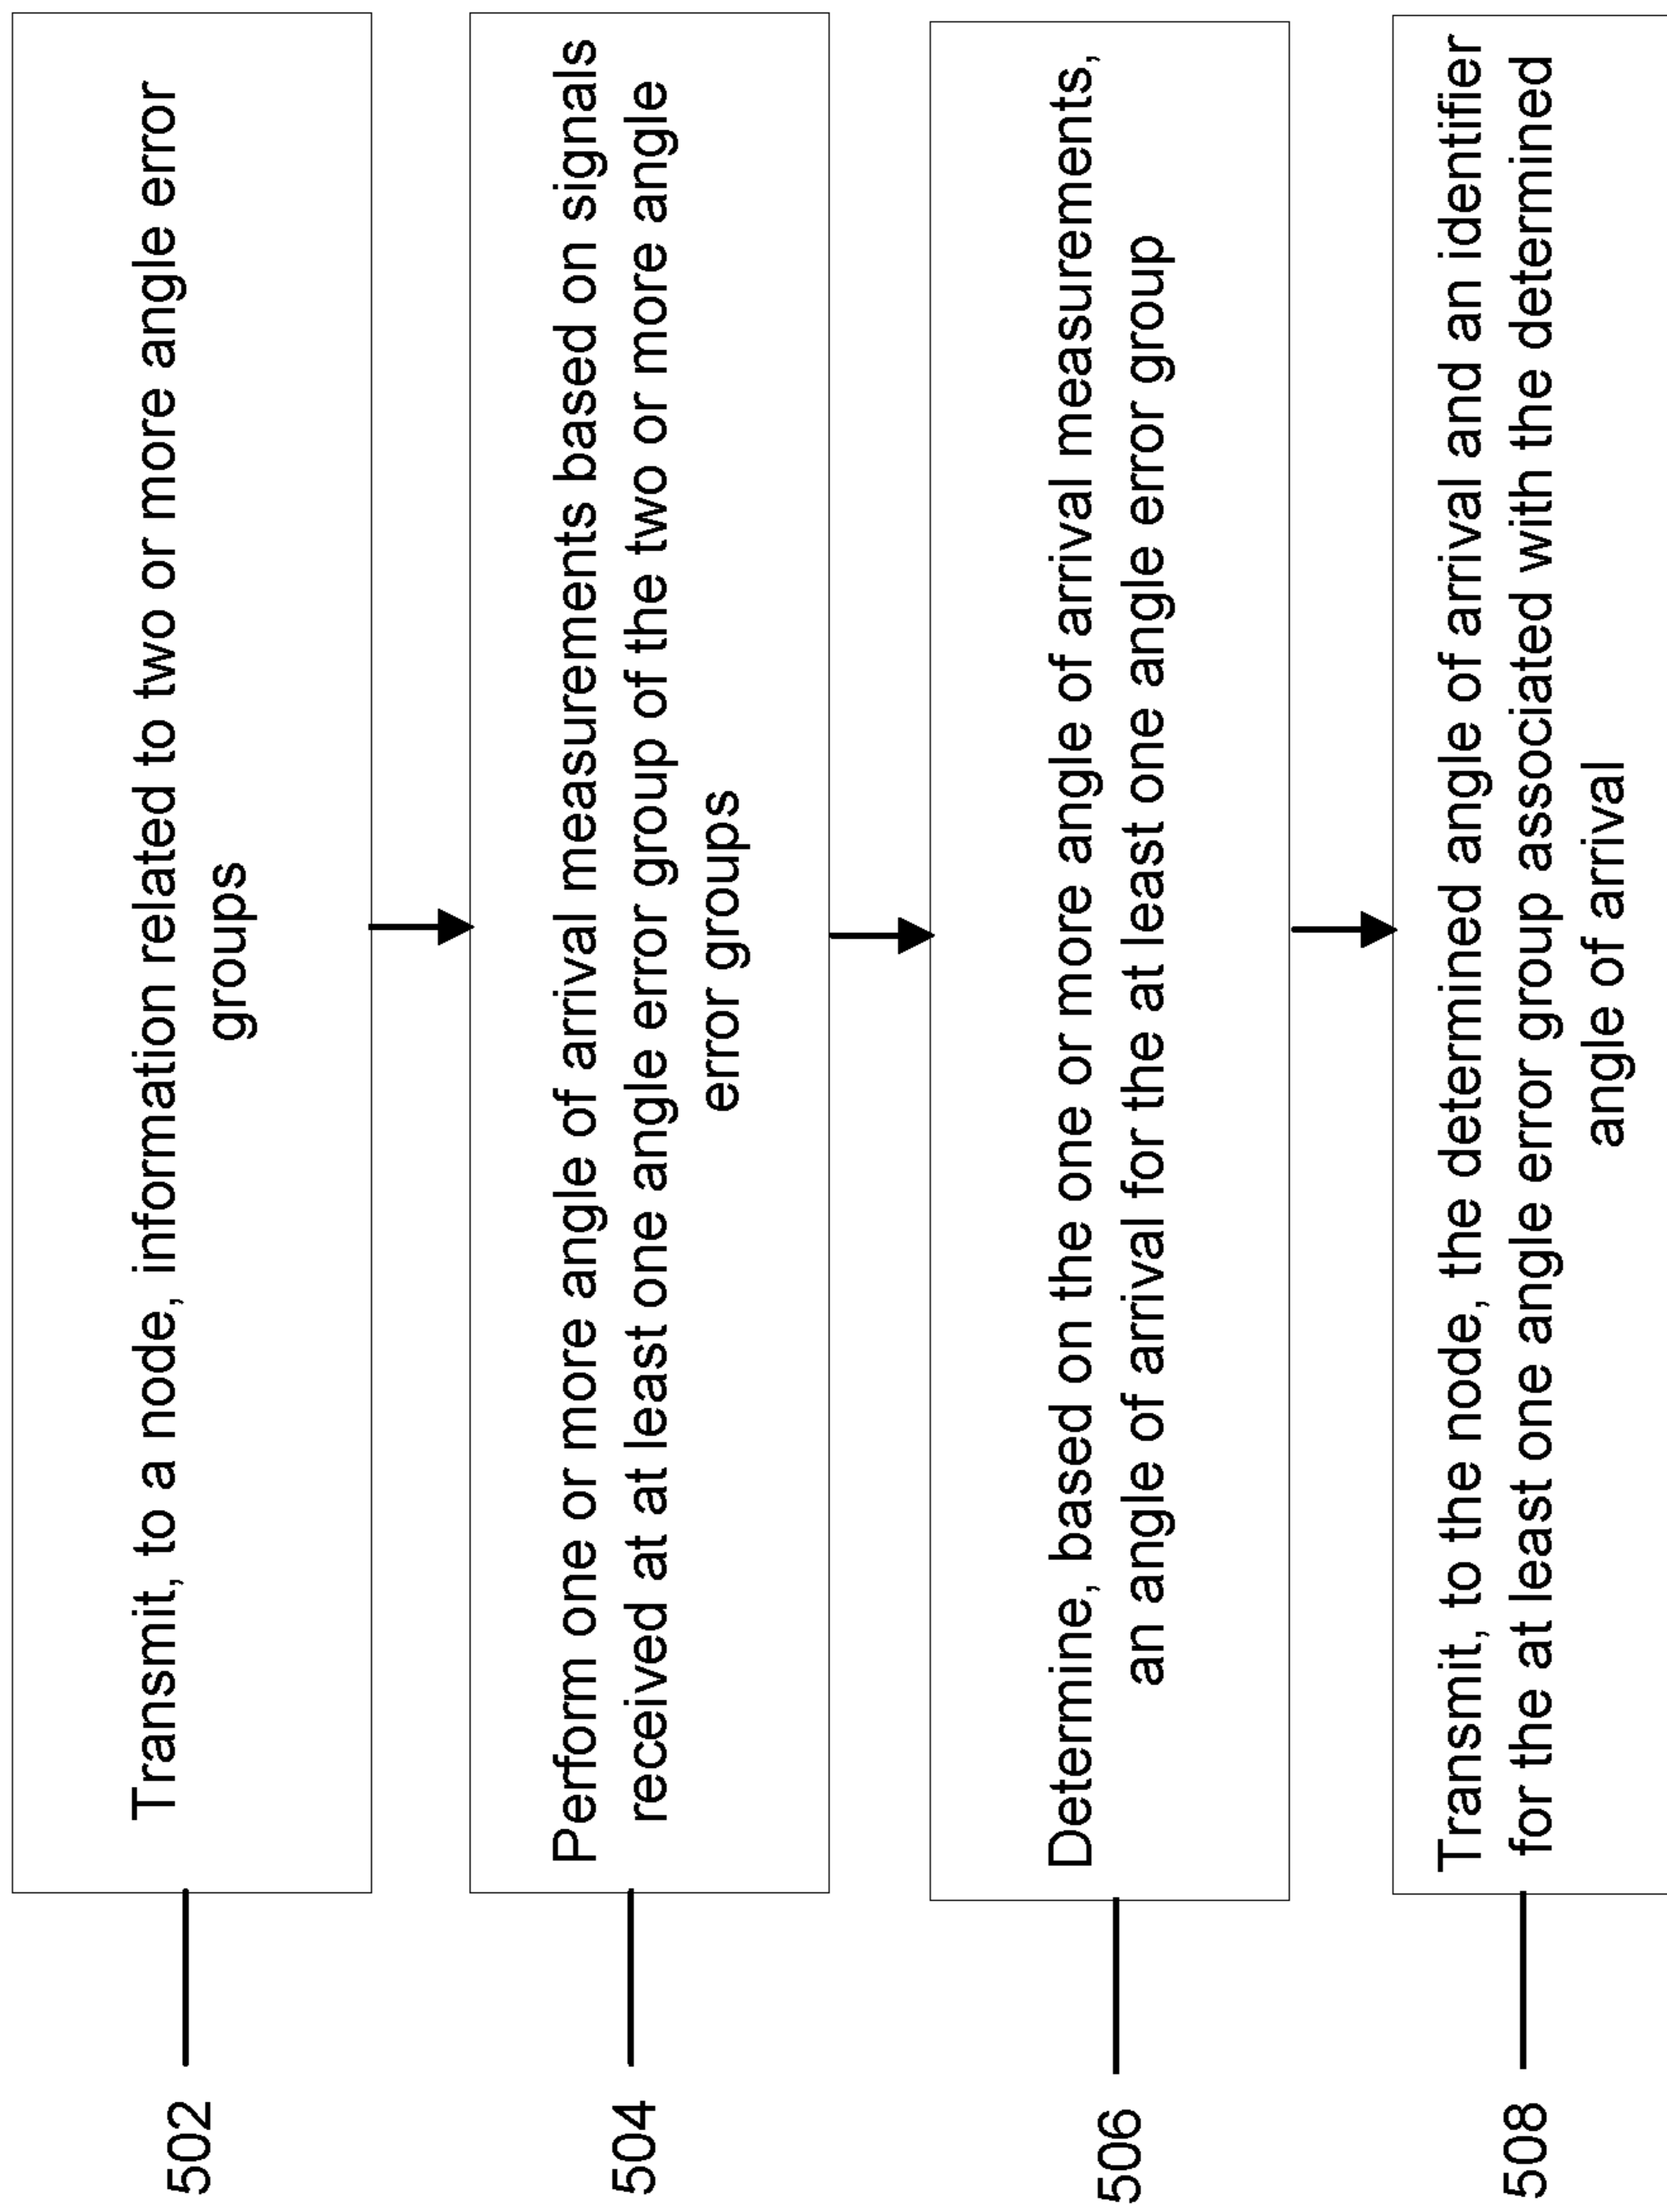 502
Transmit, to a node, information related to two or more angle error
groups
504
Perform one or more angle of arrival measurements based on signals
received at at least one angle error group of the two or more angle
error groups
506
Determine, based on the one or more angle of arrival measurements,
an angle of arrival for the at least one angle error group
508
Transmit, to the node, the determined angle of arrival and an identifier
for the at least one angle error group associated with the determined
angle of arrival